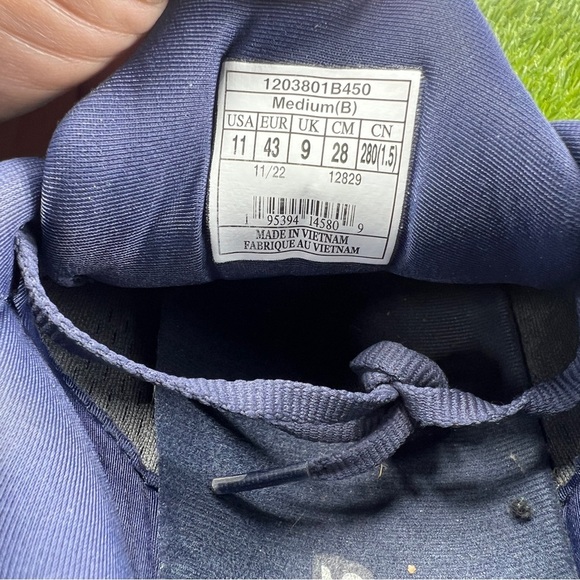 1203801B450
Medium(B)
USA EUR UK CM CN
11 43 9 28 280(1.5)
11/22 12829
1 95394 14580 9
MADE IN VIETNAM
FABRIQUE AU VIETNAM